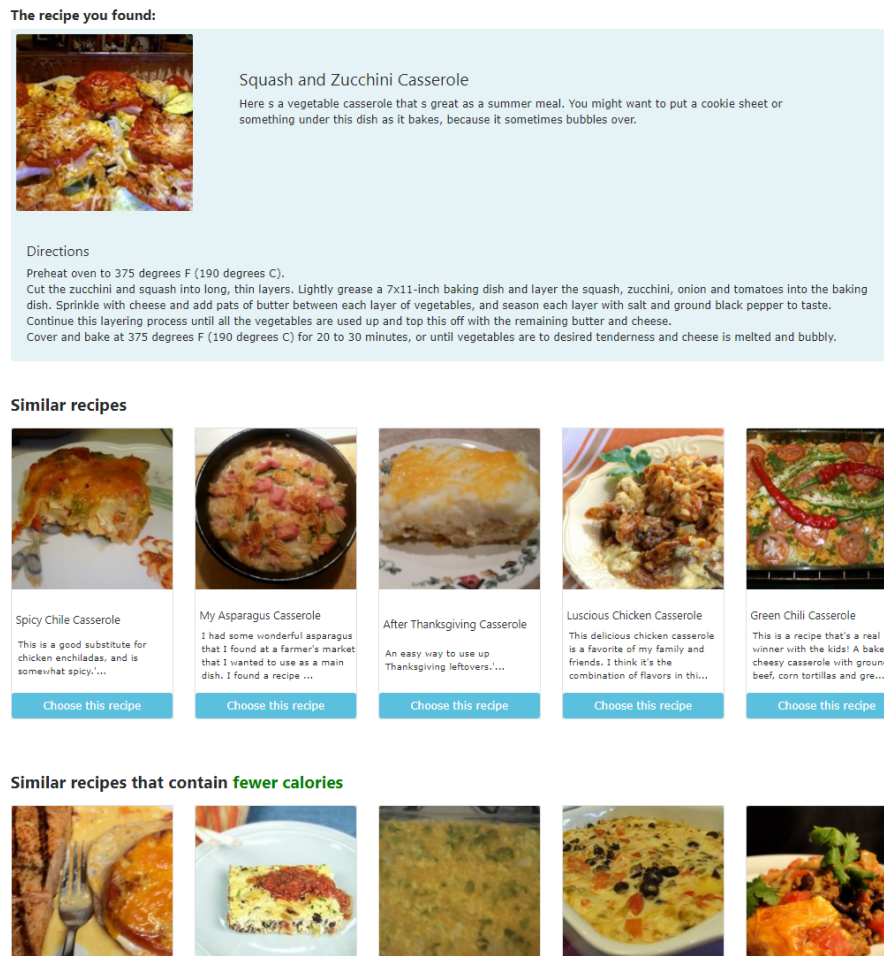 The recipe you found:
Squash and Zucchini Casserole
Here s a vegetable casserole that s great as a summer meal. You might want to put a cookie sheet or
something under this dish as it bakes, because it sometimes bubbles over.
Directions
Preheat oven to 375 degrees F (190 degrees C).
Cut the zucchini and squash into long, thin layers. Lightly grease a 7x11-inch baking dish and layer the squash, zucchini, onion and tomatoes into the baking
dish. Sprinkle with cheese and add pats of butter between each layer of vegetables, and season each layer with salt and ground black pepper to taste.
Continue this layering process until all the vegetables are used up and top this off with the remaining butter and cheese.
Cover and bake at 375 degrees F (190 degrees C) for 20 to 30 minutes, or until vegetables are to desired tenderness and cheese is melted and bubbly.
Similar recipes
Spicy Chile Casserole
This is a good substitute for
chicken enchiladas, and is
somewhat spicy.'...
Choose this recipe
My Asparagus Casserole
I had some wonderful asparagus
that I found at a farmer's market
that I wanted to use as a main
dish. I found a recipe ...
Choose this recipe
After Thanksgiving Casserole
An easy way to use up
Thanksgiving leftovers.'...
Choose this recipe
Luscious Chicken Casserole
This delicious chicken casserole
is a favorite of my family and
friends. I think it's the
combination of flavors in thi...
Choose this recipe
Green Chili Casserole
This is a recipe that's a real
winner with the kids! A bake
cheesy casserole with groun
beef, corn tortillas and gre...
Choose this recipe
Similar recipes that contain fewer calories